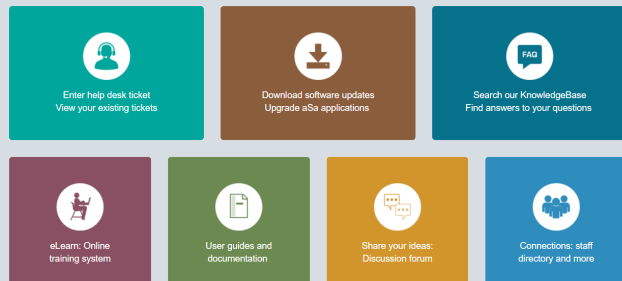 Enter help desk ticket
View your existing tickets
Download software updates
Upgrade aSa applications
FAQ
Search our KnowledgeBase
Find answers to your questions
eLearn: Online
training system
User guides and
documentation
Share your ideas:
Discussion forum
Connections: staff
directory and more